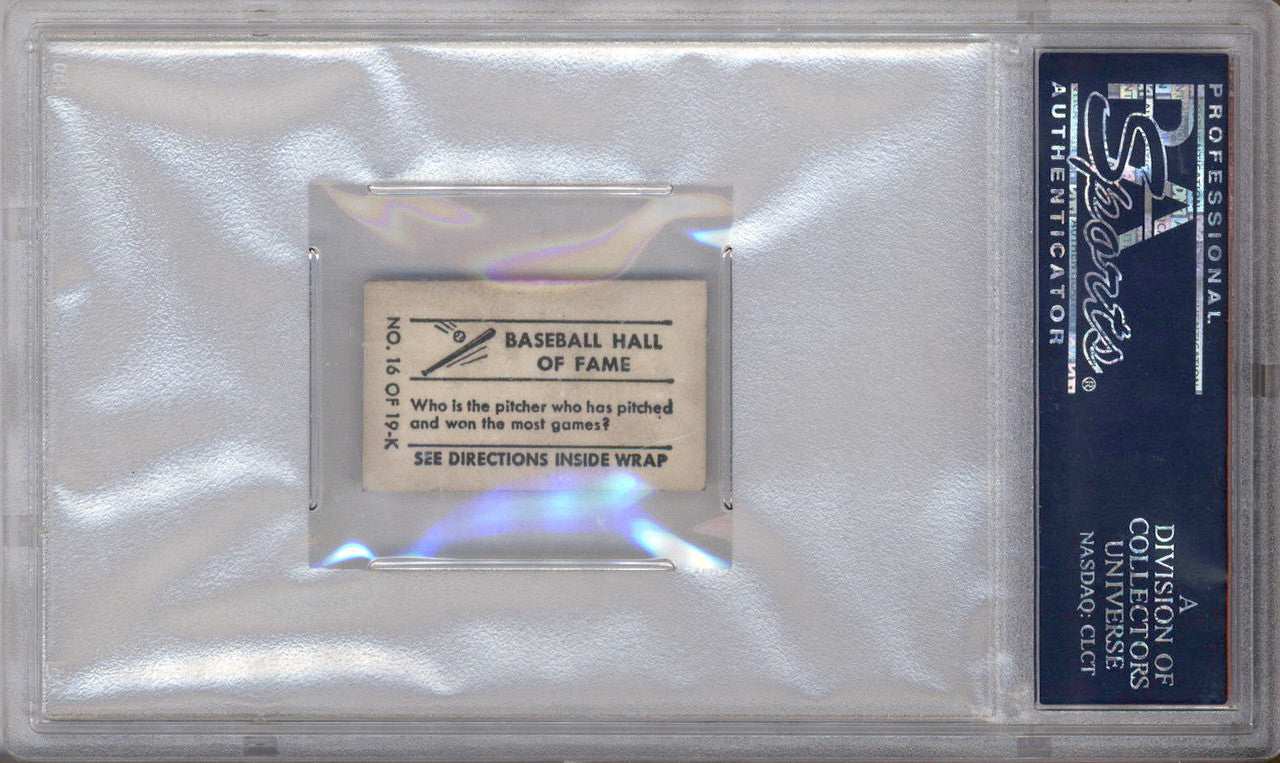 NO. 16 OF 19-K
BASEBALL HALL
OF FAME
Who is the pitcher who has pitched
and won the most games?
SEE DIRECTIONS INSIDE WRAP
PROFESSIONAL
PSA
Sports®
AUTHENTICATOR
A
DIVISION OF
COLLECTORS
UNIVERSE
NASDAQ: CLCT